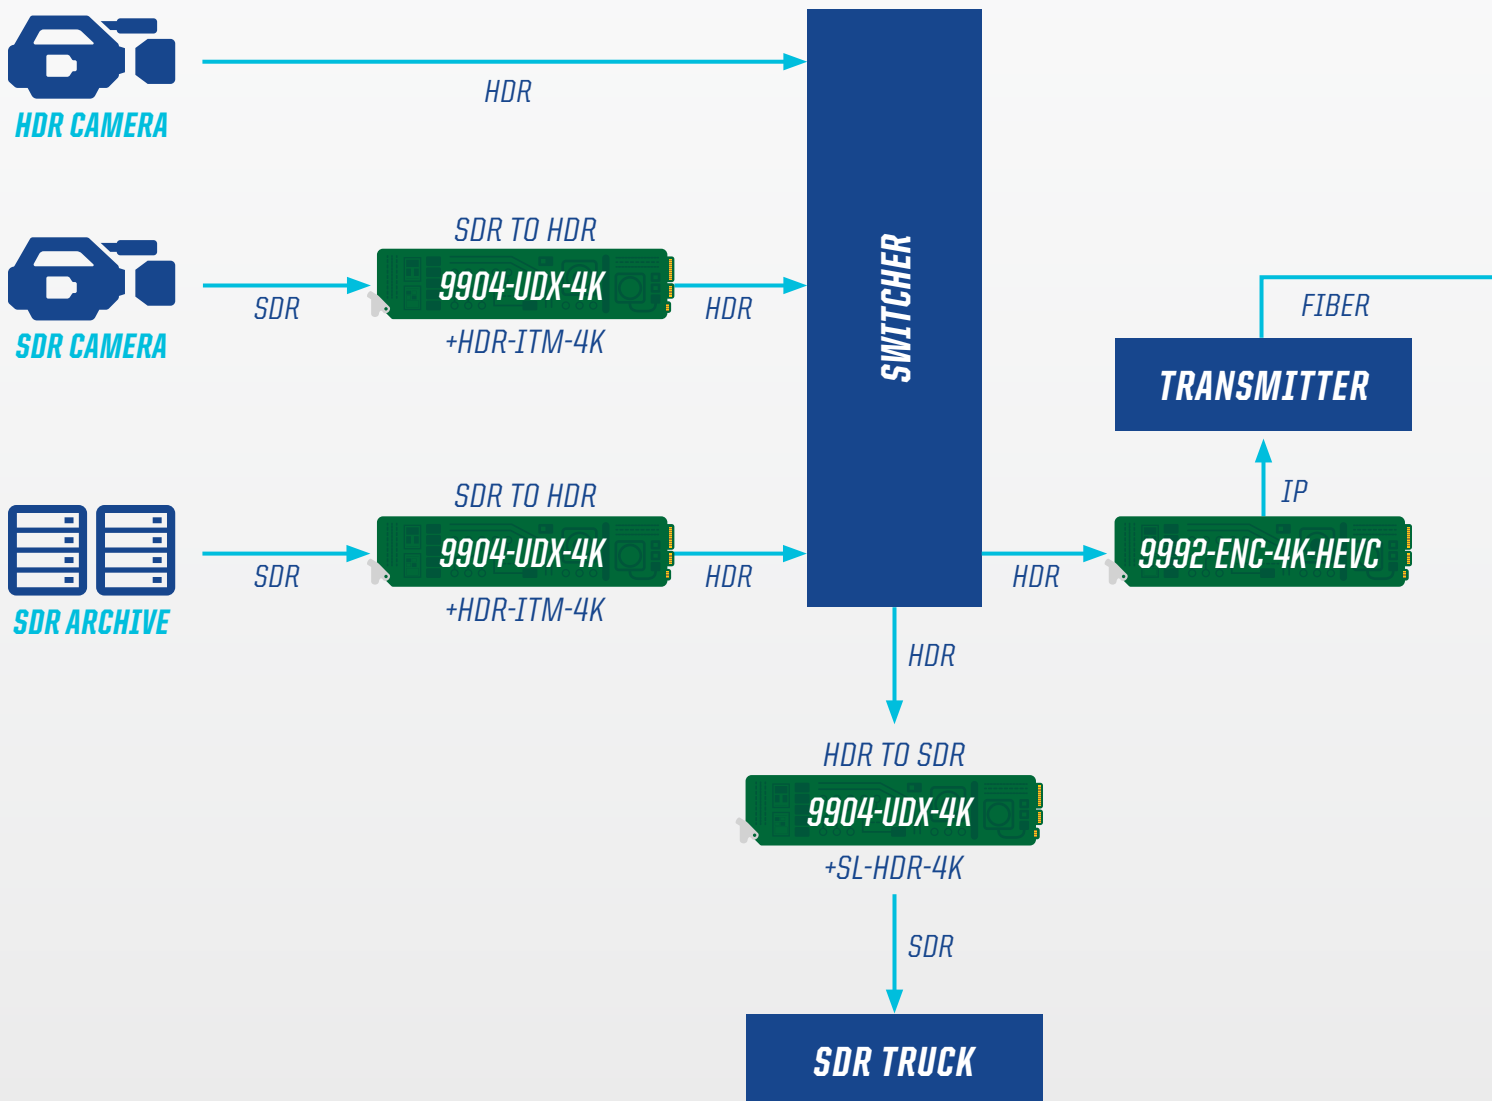 HDR
HDR CAMERA
SDR TO HDR
9904-UDX-4K
+HDR-ITM-4K
SDR
HDR
SDR CAMERA
SWITCHER
FIBER
TRANSMITTER
IP
SDR TO HDR
9904-UDX-4K
+HDR-ITM-4K
SDR
HDR
SDR ARCHIVE
HDR
9992-ENC-4K-HEVC
HDR
HDR TO SDR
9904-UDX-4K
+SL-HDR-4K
SDR
SDR TRUCK